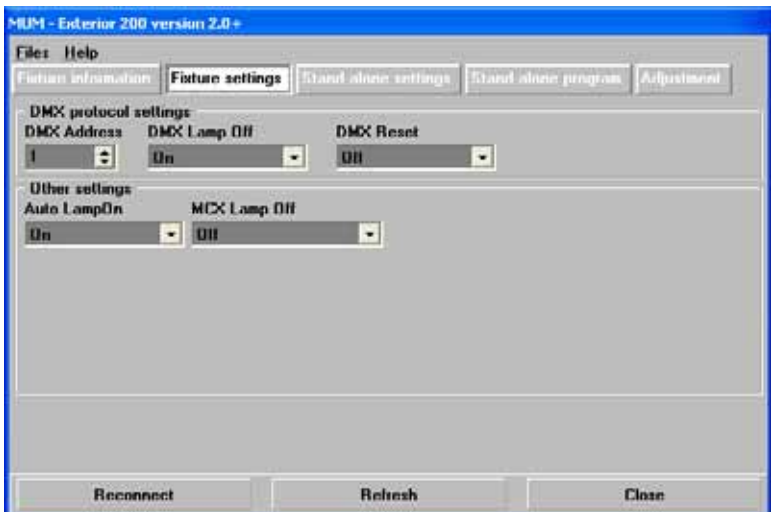 MUM - Exterior 200 version 2.0+
Files Help
Fixture information Fixture settings Stand alone settings Stand alone program Adjustment
DMX protocol settings
DMX Address DMX Lamp Off DMX Reset
1 On Off
Other settings
Auto LampOn MCX Lamp Off
On Off
Reconnect Refresh Close